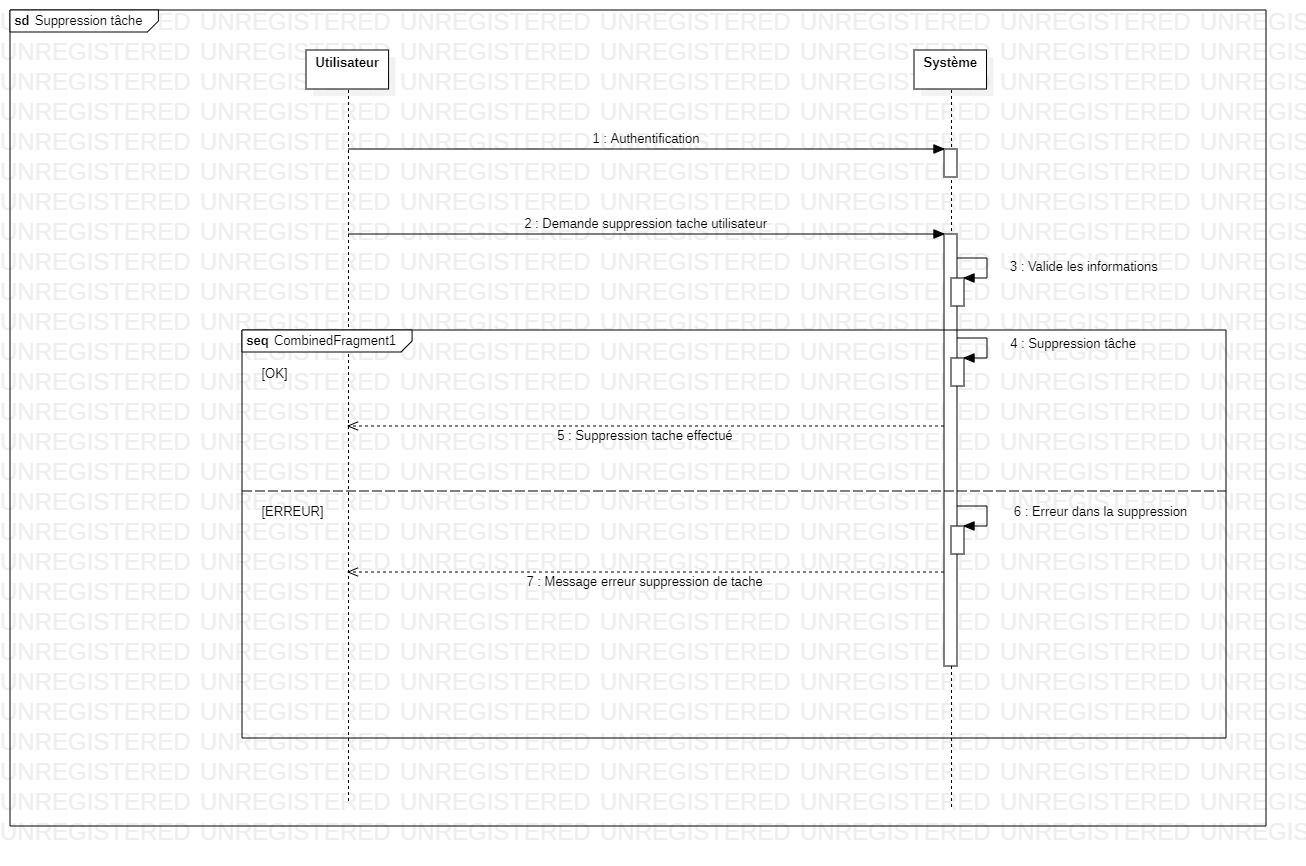 sd Suppression tâche
Utilisateur
Système
1 : Authentification
2 : Demande suppression tache utilisateur
3 : Valide les informations
seq CombinedFragment1
4 : Suppression tâche
[OK]
5 : Suppression tache effectué
[ERREUR]
6 : Erreur dans la suppression
7 : Message erreur suppression de tache
UNREGISTERED